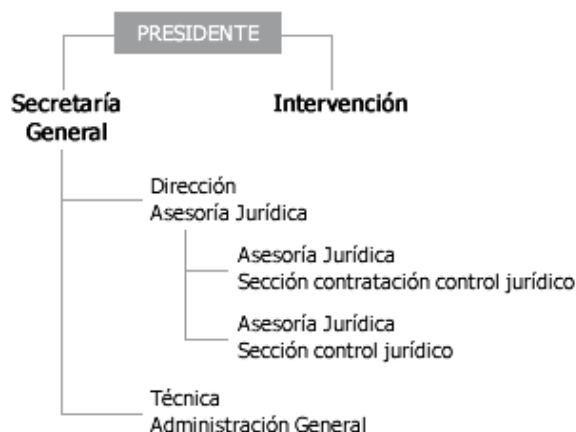 PRESIDENTE
Secretaría
General
Intervención
Dirección
Asesoría Jurídica
Asesoría Jurídica
Sección contratación control jurídico
Asesoría Jurídica
Sección control jurídico
Técnica
Administración General